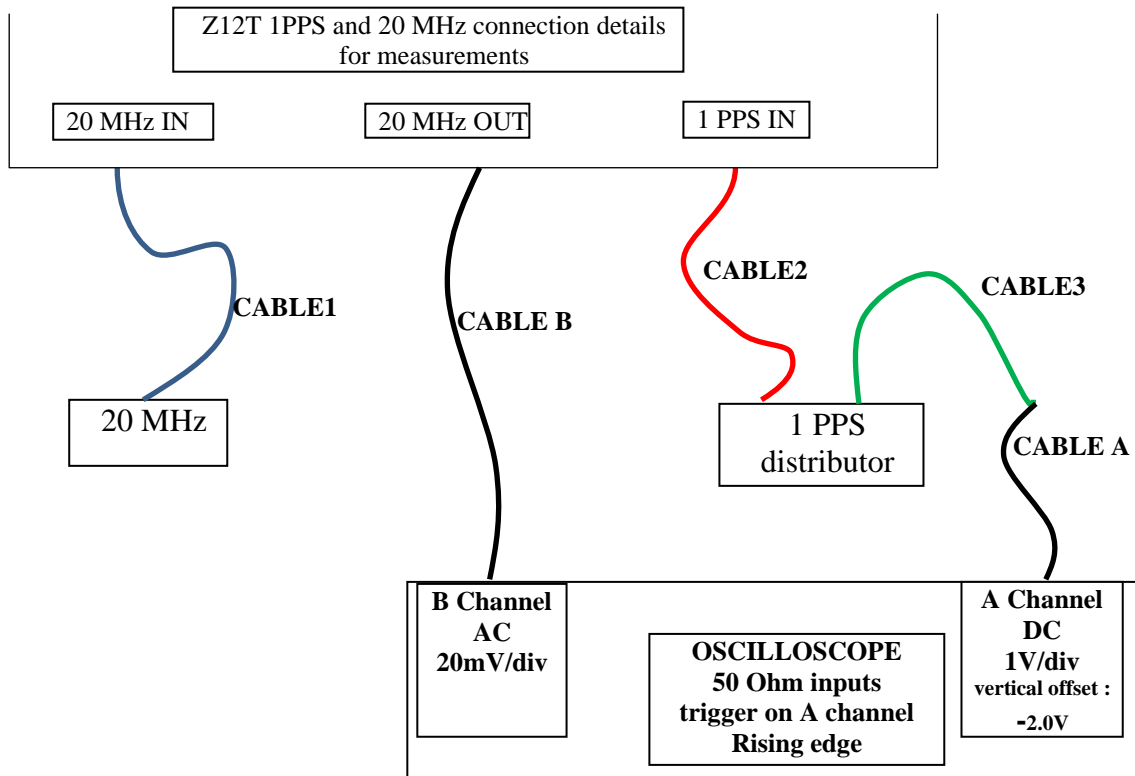 Z12T 1PPS and 20 MHz connection details
for measurements
20 MHz IN
20 MHz OUT
1 PPS IN
CABLE1
CABLE B
CABLE2
CABLE3
20 MHz
1 PPS
distributor
CABLE A
B Channel
AC
20mV/div
OSCILLOSCOPE
50 Ohm inputs
trigger on A channel
Rising edge
A Channel
DC
1V/div
vertical offset :
-2.0V